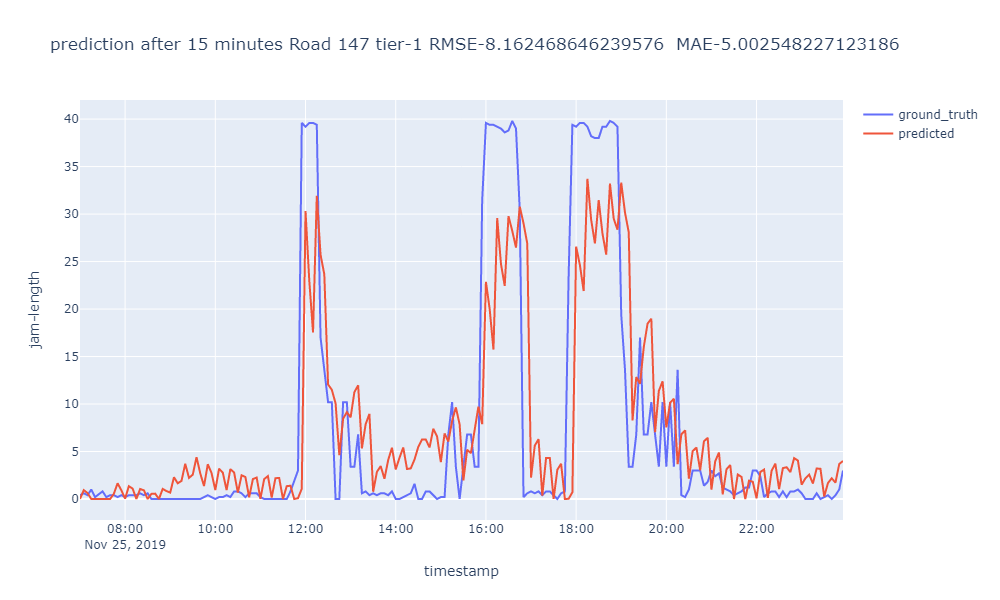 prediction after 15 minutes Road 147 tier-1 RMSE-8.162468646239576  MAE-5.002548227123186
ground_truth
predicted
40
35
30
25
20
15
10
5
0
jam-length
08:00 10:00 12:00 14:00 16:00 18:00 20:00 22:00
Nov 25, 2019
timestamp